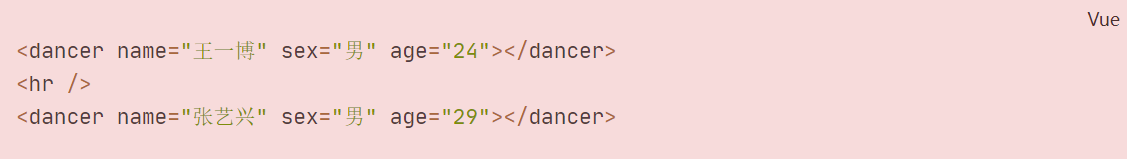 Vue
<dancer name="王一博" sex="男" age="24"></dancer>
<hr />
<dancer name="张艺兴" sex="男" age="29"></dancer>